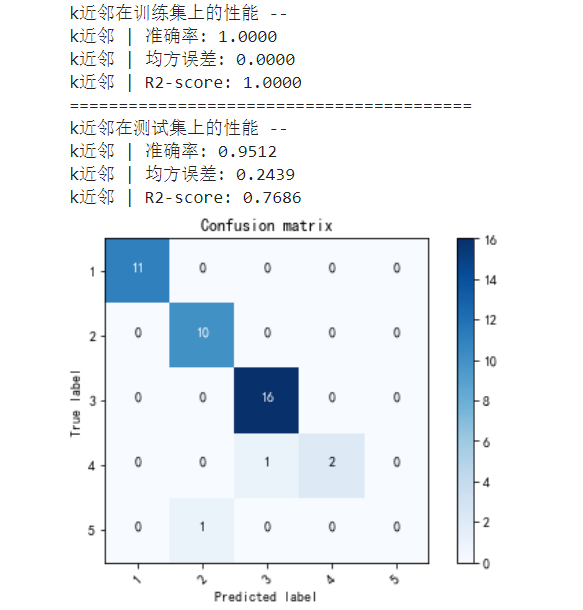 k近邻在训练集上的性能 --
k近邻 | 准确率: 1.0000
k近邻 | 均方误差: 0.0000
k近邻 | R2-score: 1.0000
=========================================
k近邻在测试集上的性能 --
k近邻 | 准确率: 0.9512
k近邻 | 均方误差: 0.2439
k近邻 | R2-score: 0.7686
Confusion matrix
1 11 0 0 0 0
2 0 10 0 0 0
3 0 0 16 0 0
4 0 0 1 2 0
5 0 1 0 0 0
1 2 3 4 5
True label
Predicted label
16
14
12
10
8
6
4
2
0